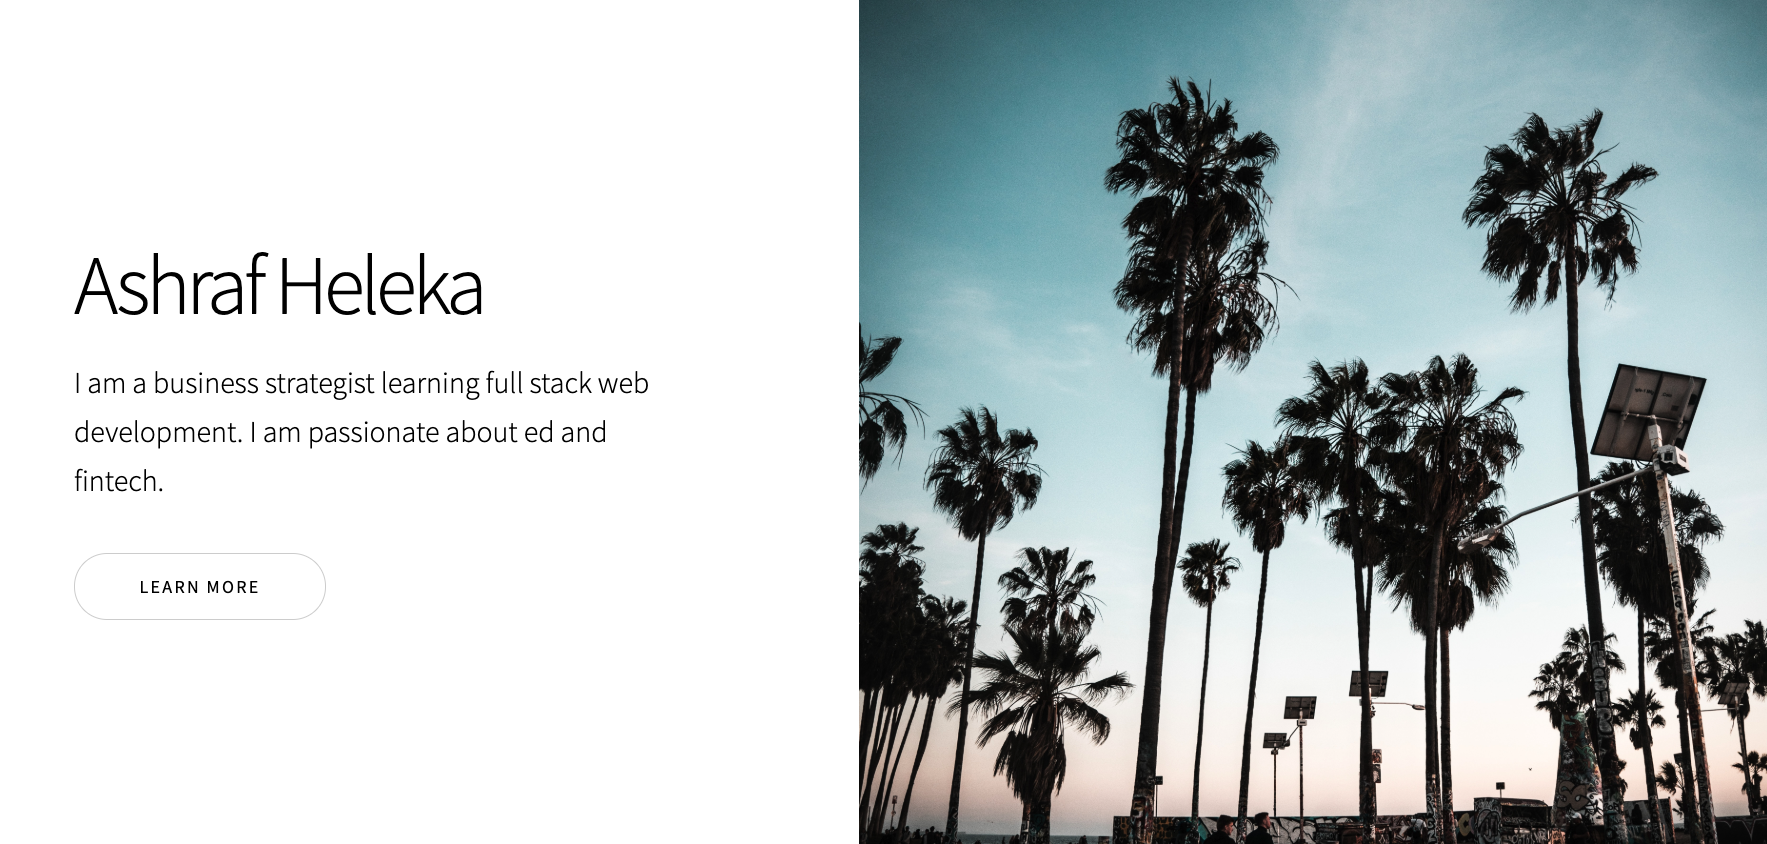 Ashraf Heleka
I am a business strategist learning full stack web
development. I am passionate about ed and
fintech.
LEARN MORE